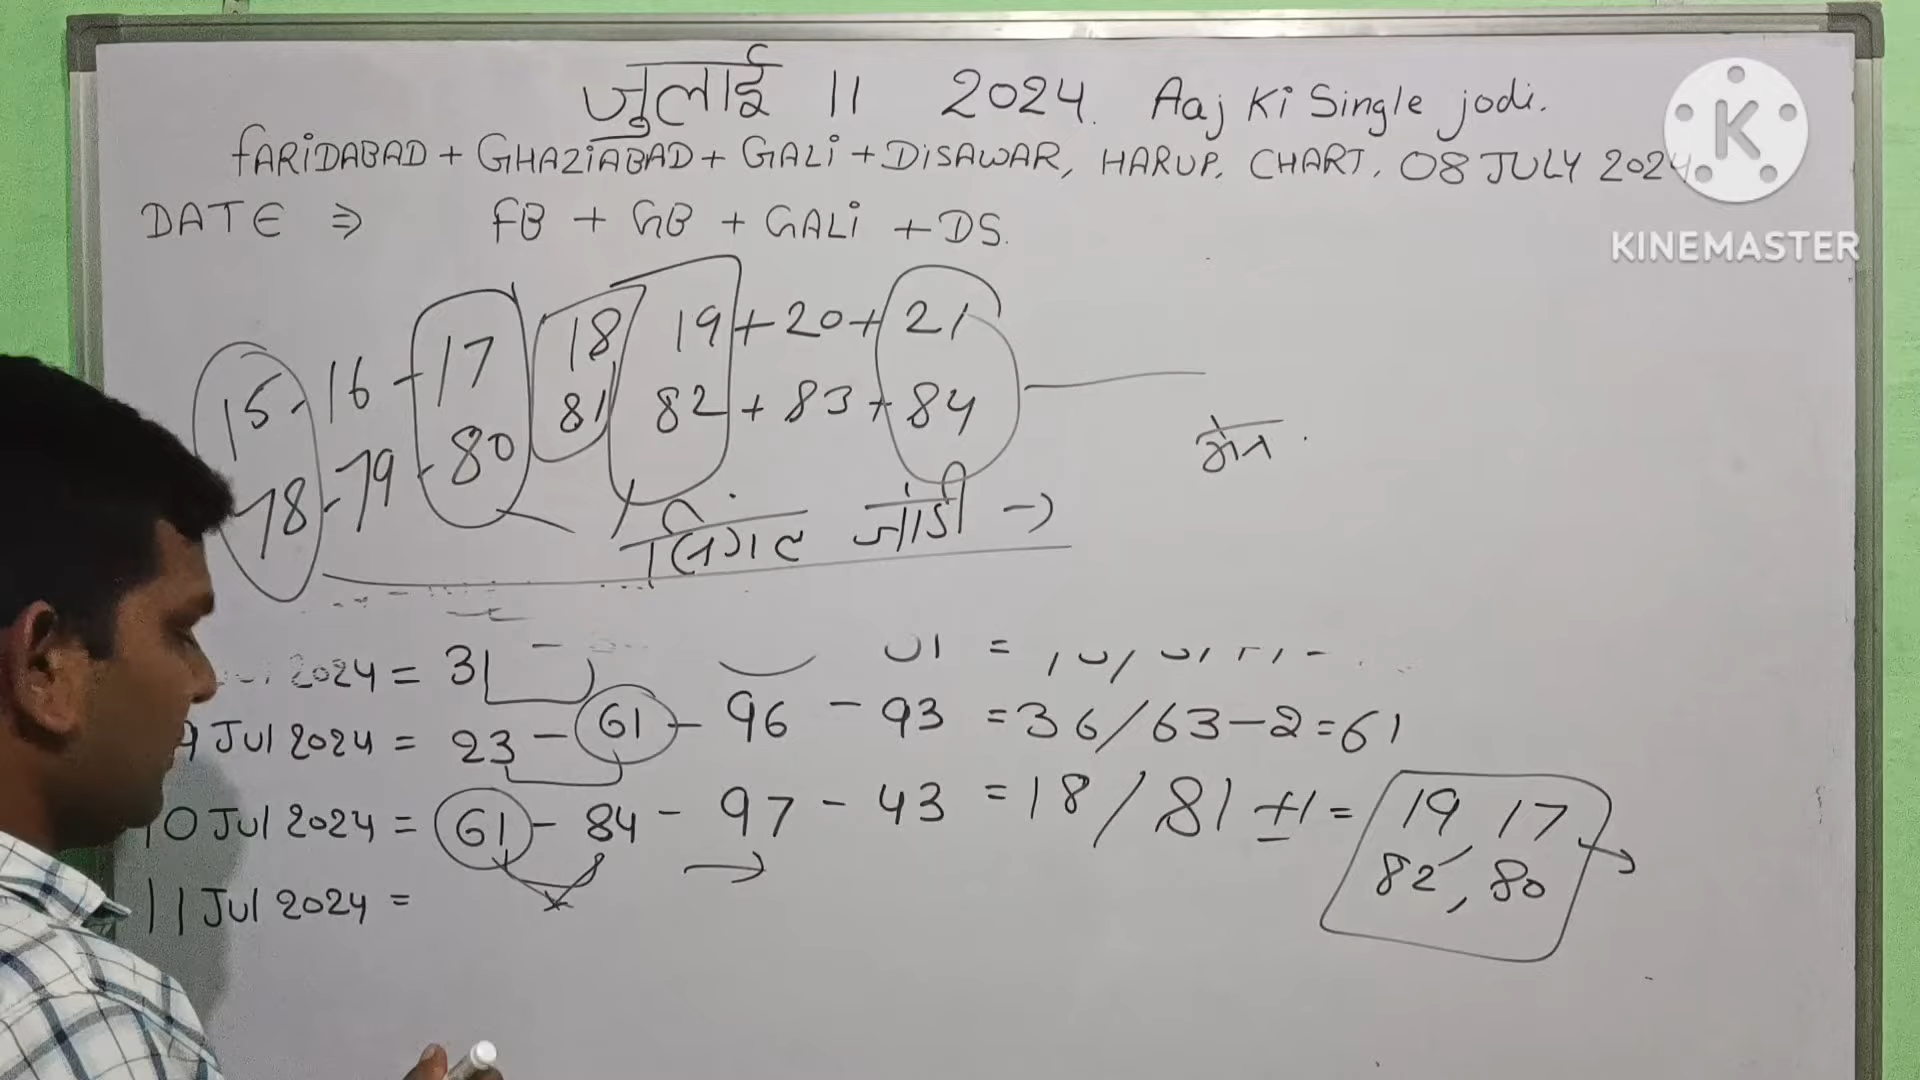 जुलाई 11 2024. Aaj Ki Single jodi.
FARIDABAD + GHAZIABAD + GALI + DISAWAR, HARUP, CHART, 08 JULY 2024
KINEMASTER
DATE ⇒ FB + GB + GALI + DS.
15 - 16 - 17 18 19 + 20 + 21
78 - 79 - 80 81 82 + 83 + 84
जोडी →
2024 = 31
9 Jul 2024 = 23 - 61 - 96 - 93 = 36/63-2=61
10 Jul 2024 = 61 - 84 - 97 - 43 = 18/81 ±1= 19 17
82, 80
11 Jul 2024 =